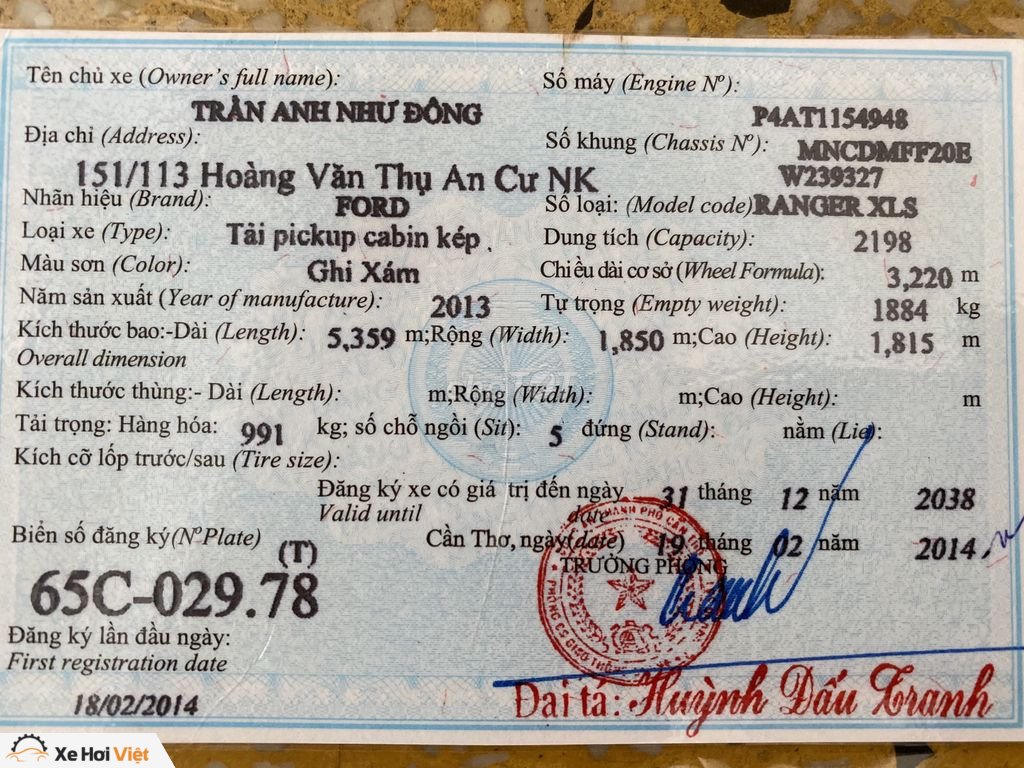 Tên chủ xe (Owner's full name):
TRẦN ANH NHƯ ĐÔNG
Số máy (Engine Nº):
P4AT1154948
Địa chỉ (Address):
151/113 Hoàng Văn Thụ An Cư NK
Số khung (Chassis Nº):
MNCDMFF20E
W239327
Nhãn hiệu (Brand):
FORD
Số loại: (Model code) RANGER XLS
Loại xe (Type): Tải pickup cabin kép
Dung tích (Capacity): 2198
Màu sơn (Color): Ghi Xám
Chiều dài cơ sở (Wheel Formula): 3,220 m
Năm sản xuất (Year of manufacture): 2013
Tự trọng (Empty weight): 1884 kg
Kích thước bao:-Dài (Length): 5,359 m;Rộng (Width): 1,850 m;Cao (Height): 1,815 m
Overall dimension
Kích thước thùng:- Dài (Length): m;Rộng (Width): m;Cao (Height): m
Tải trọng: Hàng hóa: 991 kg; số chỗ ngồi (Sit): 5 đứng (Stand): nằm (Lie):
Kích cỡ lốp trước/sau (Tire size):
Đăng ký xe có giá trị đến ngày 31 tháng 12 năm 2038
Valid until date
Biển số đăng ký(Nº Plate)
Cần Thơ, ngày(date) 19 tháng 02 năm 2014
(T)
TRƯỞNG PHÒNG
65C-029.78
Đăng ký lần đầu ngày:
First registration date
18/02/2014
Đại tá: Huỳnh Đấu Tranh
Xe Hơi Việt